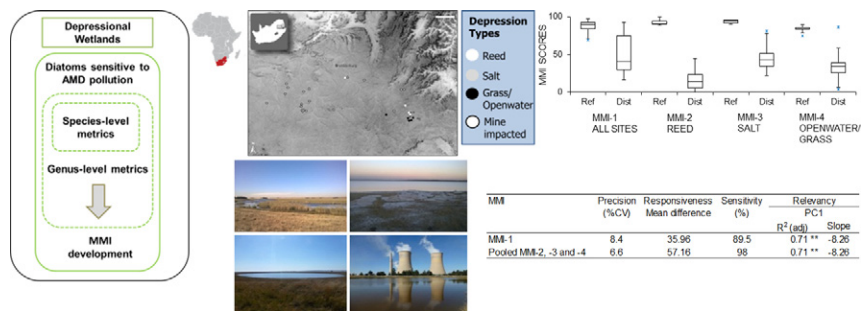 Depressional
Wetlands
Diatoms sensitive to
AMD pollution
Species-level
metrics
Genus-level metrics
MMI
development
Depression
Types
Reed
Salt
Grass/
Openwater
Mine
impacted
MMI SCORES
100
50
0
Ref Dist Ref Dist Ref Dist Ref Dist
MMI-1
ALL SITES
MMI-2
REED
MMI-3
SALT
MMI-4
OPENWATER/
GRASS
MMI Precision Responsiveness Sensitivity Relevancy
(%CV) Mean difference (%) PC1
R² (adj) Slope
MMI-1 8.4 35.96 89.5 0.71 ** -8.26
Pooled MMI-2, -3 and -4 6.6 57.16 98 0.71 ** -8.26